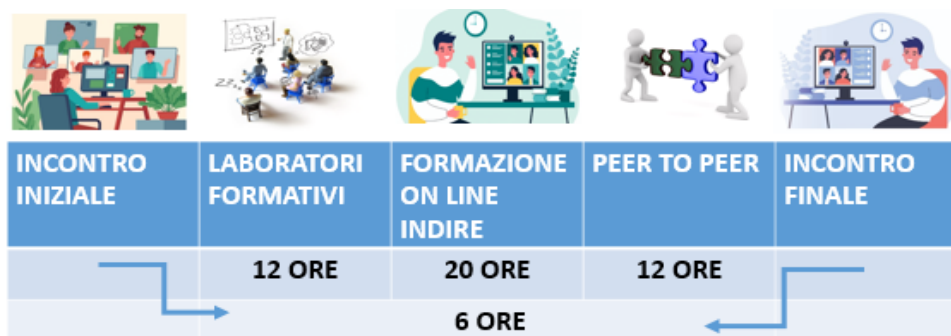 INCONTRO
INIZIALE
LABORATORI
FORMATIVI
FORMAZIONE
ON LINE
INDIRE
PEER TO PEER
INCONTRO
FINALE
12 ORE
20 ORE
12 ORE
6 ORE